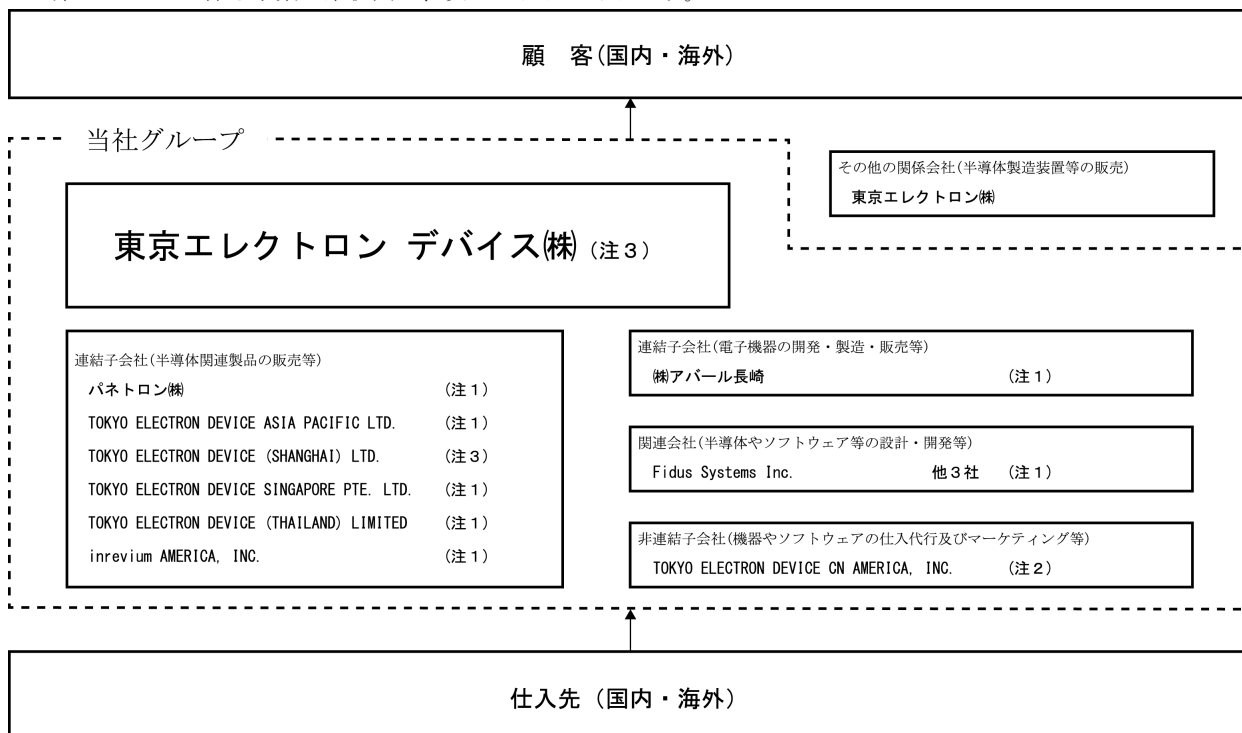 顧　客(国内・海外)
当社グループ
その他の関係会社(半導体製造装置等の販売)
東京エレクトロン㈱
東京エレクトロン デバイス㈱(注３)
連結子会社(半導体関連製品の販売等)
パネトロン㈱ (注１)
TOKYO ELECTRON DEVICE ASIA PACIFIC LTD. (注１)
TOKYO ELECTRON DEVICE (SHANGHAI) LTD. (注３)
TOKYO ELECTRON DEVICE SINGAPORE PTE. LTD. (注１)
TOKYO ELECTRON DEVICE (THAILAND) LIMITED (注１)
inrevium AMERICA, INC. (注１)
連結子会社(電子機器の開発・製造・販売等)
㈱アバール長崎 (注１)
関連会社(半導体やソフトウェア等の設計・開発等)
Fidus Systems Inc. 他３社 (注１)
非連結子会社(機器やソフトウェアの仕入代行及びマーケティング等)
TOKYO ELECTRON DEVICE CN AMERICA, INC. (注２)
仕入先（国内・海外）